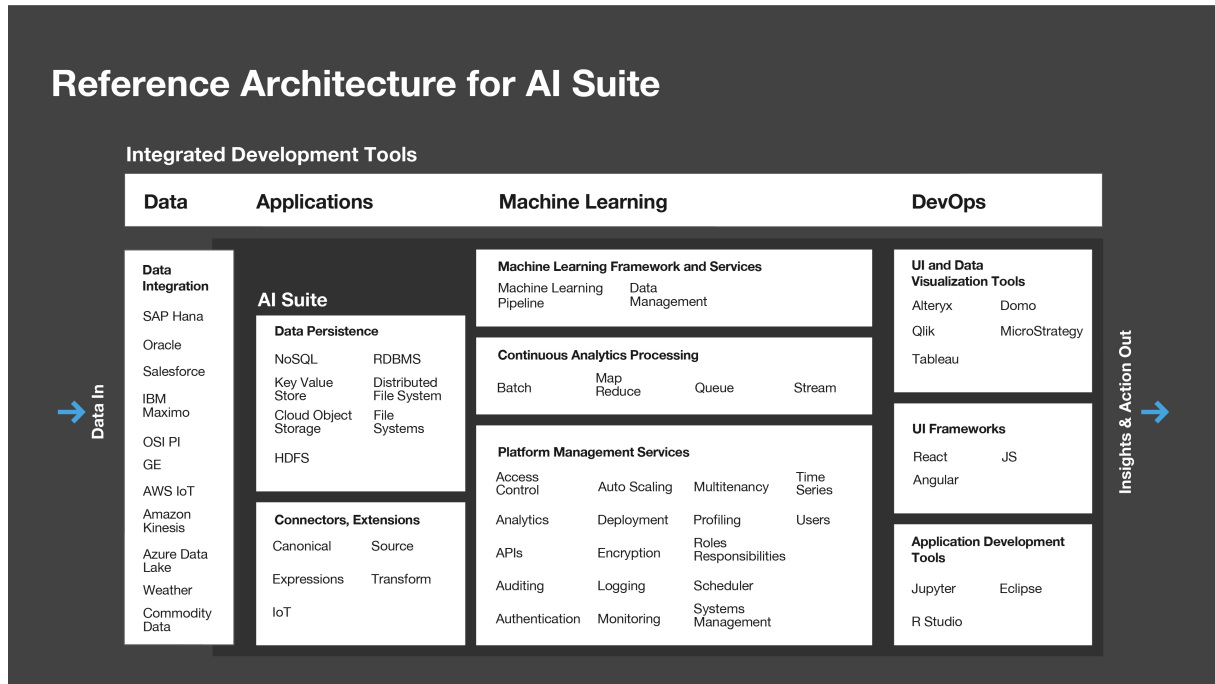 Reference Architecture for AI Suite
Integrated Development Tools
Data
Applications
Machine Learning
DevOps
Data In
Data
Integration
SAP Hana
Oracle
Salesforce
IBM
Maximo
OSI PI
GE
AWS IoT
Amazon
Kinesis
Azure Data
Lake
Weather
Commodity
Data
AI Suite
Data Persistence
NoSQL
RDBMS
Key Value
Store
Distributed
File System
Cloud Object
Storage
File
Systems
HDFS
Connectors, Extensions
Canonical
Source
Expressions
Transform
IoT
Machine Learning Framework and Services
Machine Learning
Pipeline
Data
Management
Continuous Analytics Processing
Batch
Map
Reduce
Queue
Stream
Platform Management Services
Access
Control
Auto Scaling
Multitenancy
Time
Series
Analytics
Deployment
Profiling
Users
APIs
Encryption
Roles
Responsibilities
Auditing
Logging
Scheduler
Authentication
Monitoring
Systems
Management
UI and Data
Visualization Tools
Alteryx
Domo
Qlik
MicroStrategy
Tableau
UI Frameworks
React
JS
Angular
Application Development
Tools
Jupyter
Eclipse
R Studio
Insights & Action Out